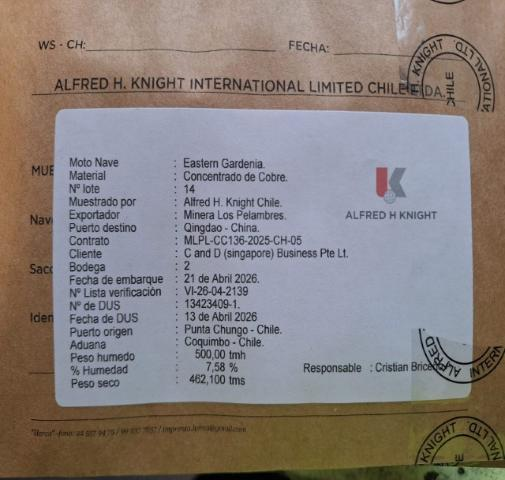 WS - CH:
FECHA:
ALFRED H. KNIGHT INTERNATIONAL LIMITED CHILE LTDA.
KNIGHT
LTD.
CHILE
Moto Nave : Eastern Gardenia.
Material : Concentrado de Cobre.
Nº lote : 14
Muestrado por : Alfred H. Knight Chile.
Exportador : Minera Los Pelambres.
Puerto destino : Qingdao - China.
Contrato : MLPL-CC136-2025-CH-05
Cliente : C and D (singapore) Business Pte Lt.
Bodega : 2
Fecha de embarque : 21 de Abril 2026.
Nº Lista verificación : VI-26-04-2139
Nº de DUS : 13423409-1.
Fecha de DUS : 13 de Abril 2026
Puerto origen : Punta Chungo - Chile.
Aduana : Coquimbo - Chile.
Peso humedo : 500,00 tmh
% Humedad : 7,58 %
Peso seco : 462,100 tms
K
ALFRED H KNIGHT
Responsable : Cristian Brice
MUE
Nav
Sac
Iden
ALFRED
INTERN
KNIGHT
LTD.